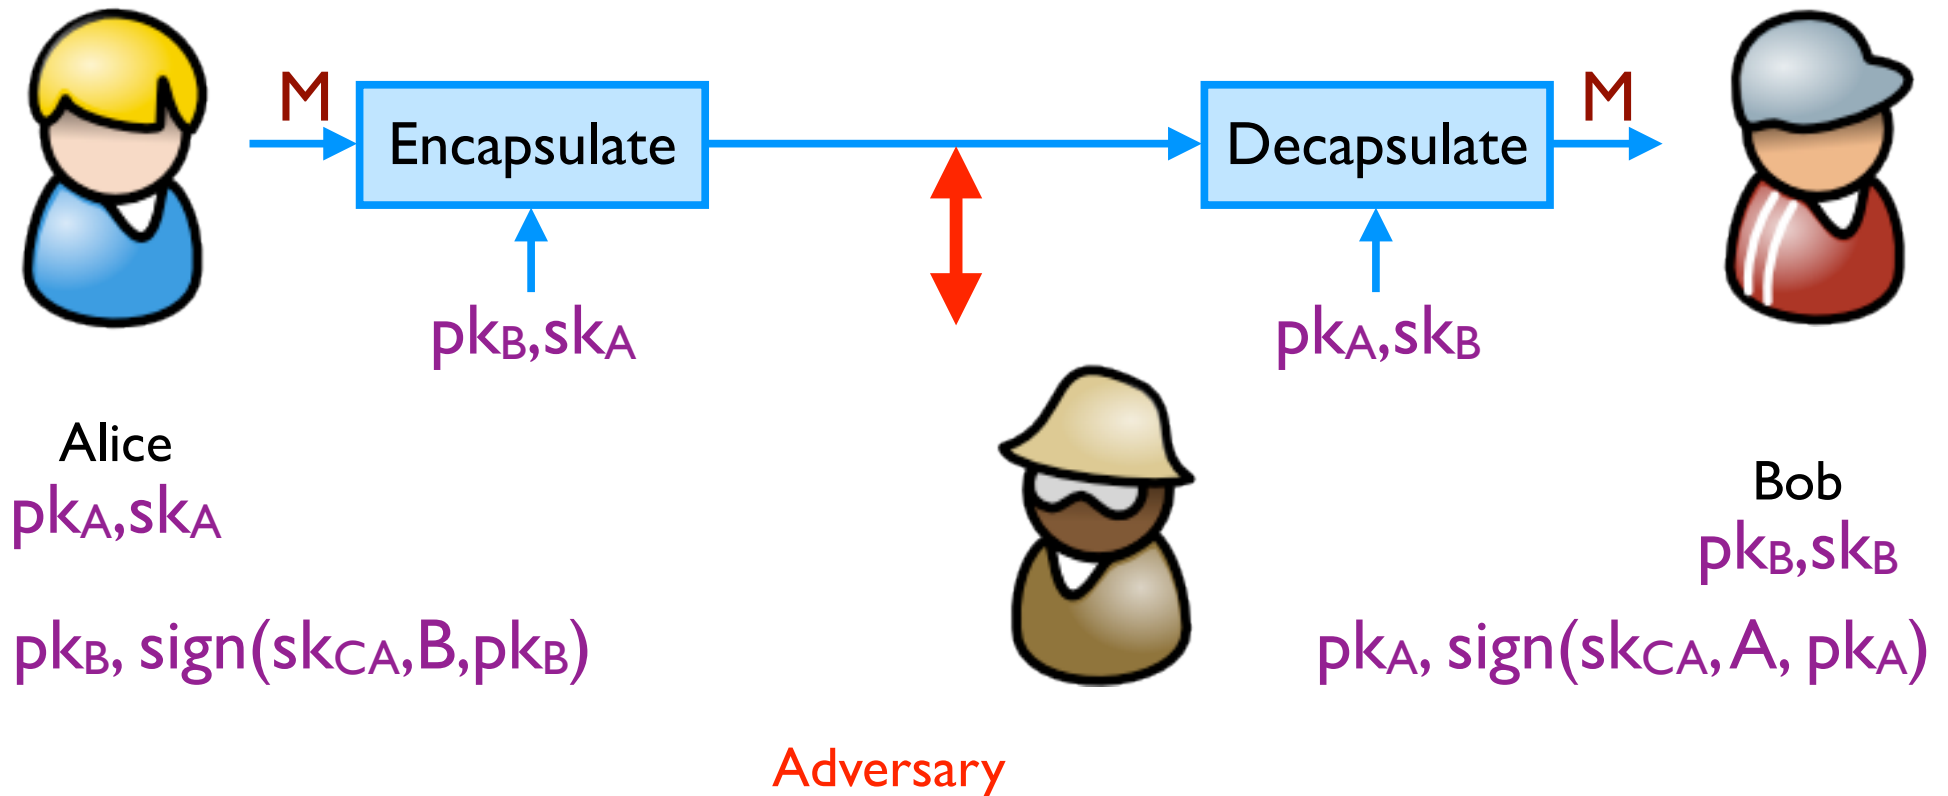 M
M
Encapsulate
Decapsulate
pkB,skA
pkA,skB
Alice
pkA,skA
Bob
pkB,skB
pkB, sign(skCA,B,pkB)
pkA, sign(skCA, A, pkA)
Adversary